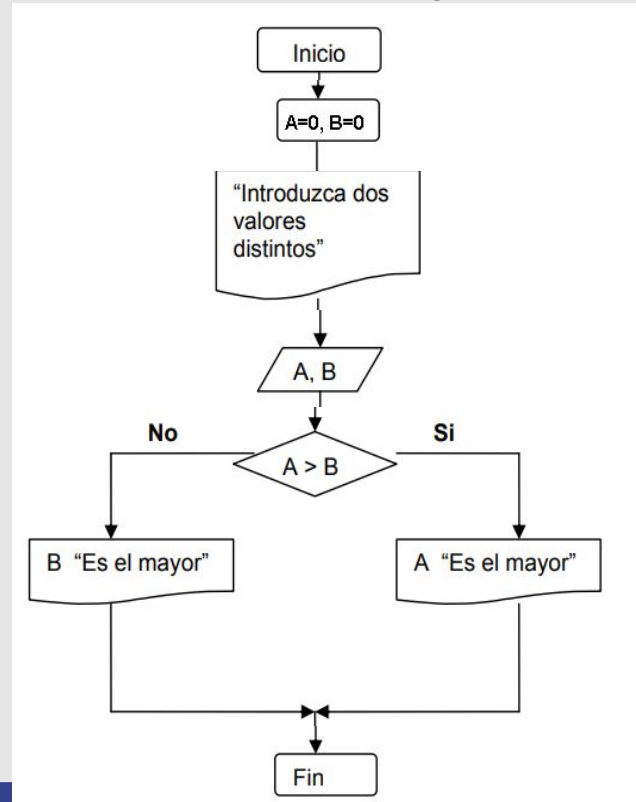 Inicio
A=0, B=0
“Introduzca dos
valores
distintos”
A, B
No
Si
A > B
B “Es el mayor”
A “Es el mayor”
Fin